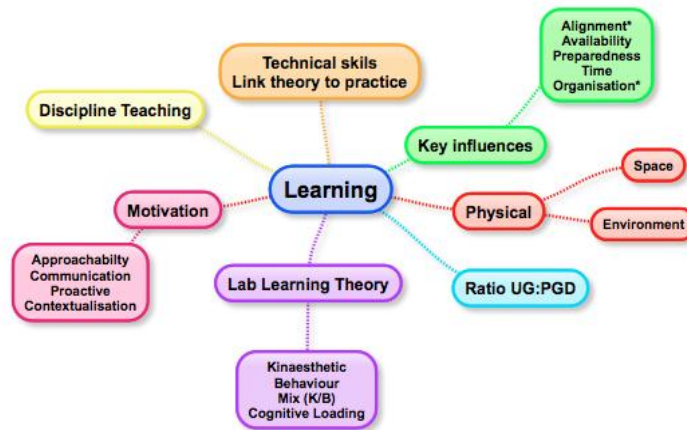 Alignment*
Availability
Preparedness
Time
Organisation*
Technical skils
Link theory to practice
Discipline Teaching
Key influences
Space
Learning
Motivation
Physical
Environment
Approachabilty
Communication
Proactive
Contextualisation
Lab Learning Theory
Ratio UG:PGD
Kinaesthetic
Behaviour
Mix (K/B)
Cognitive Loading